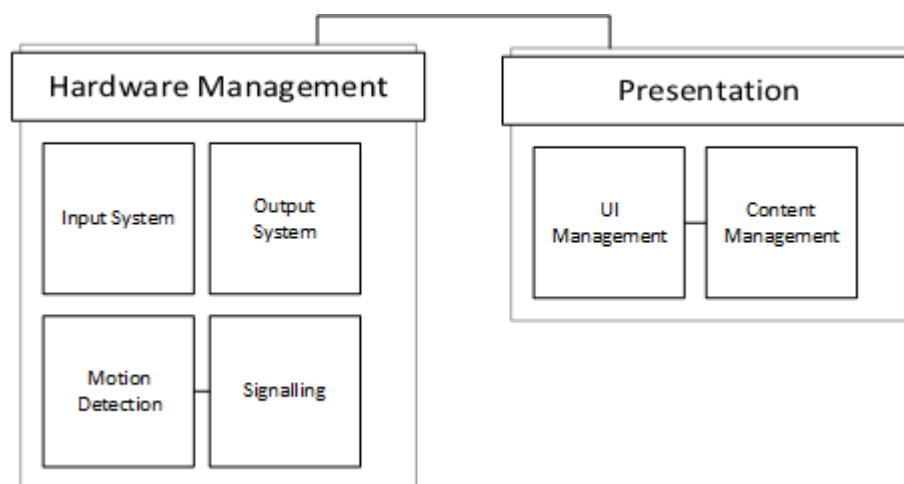 Hardware Management
Presentation
Input System
Output
System
UI
Management
Content
Management
Motion
Detection
Signalling